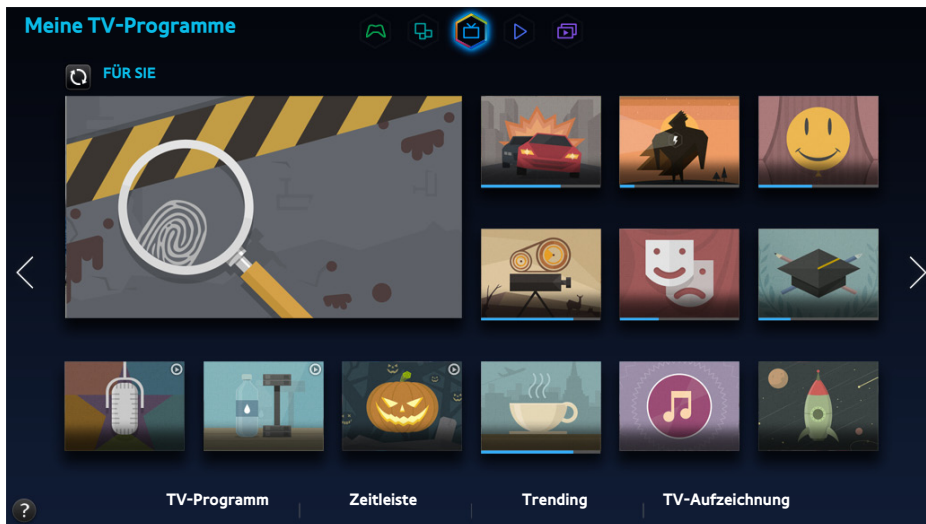 Meine TV-Programme
FÜR SIE
TV-Programm
Zeitleiste
Trending
TV-Aufzeichnung
?